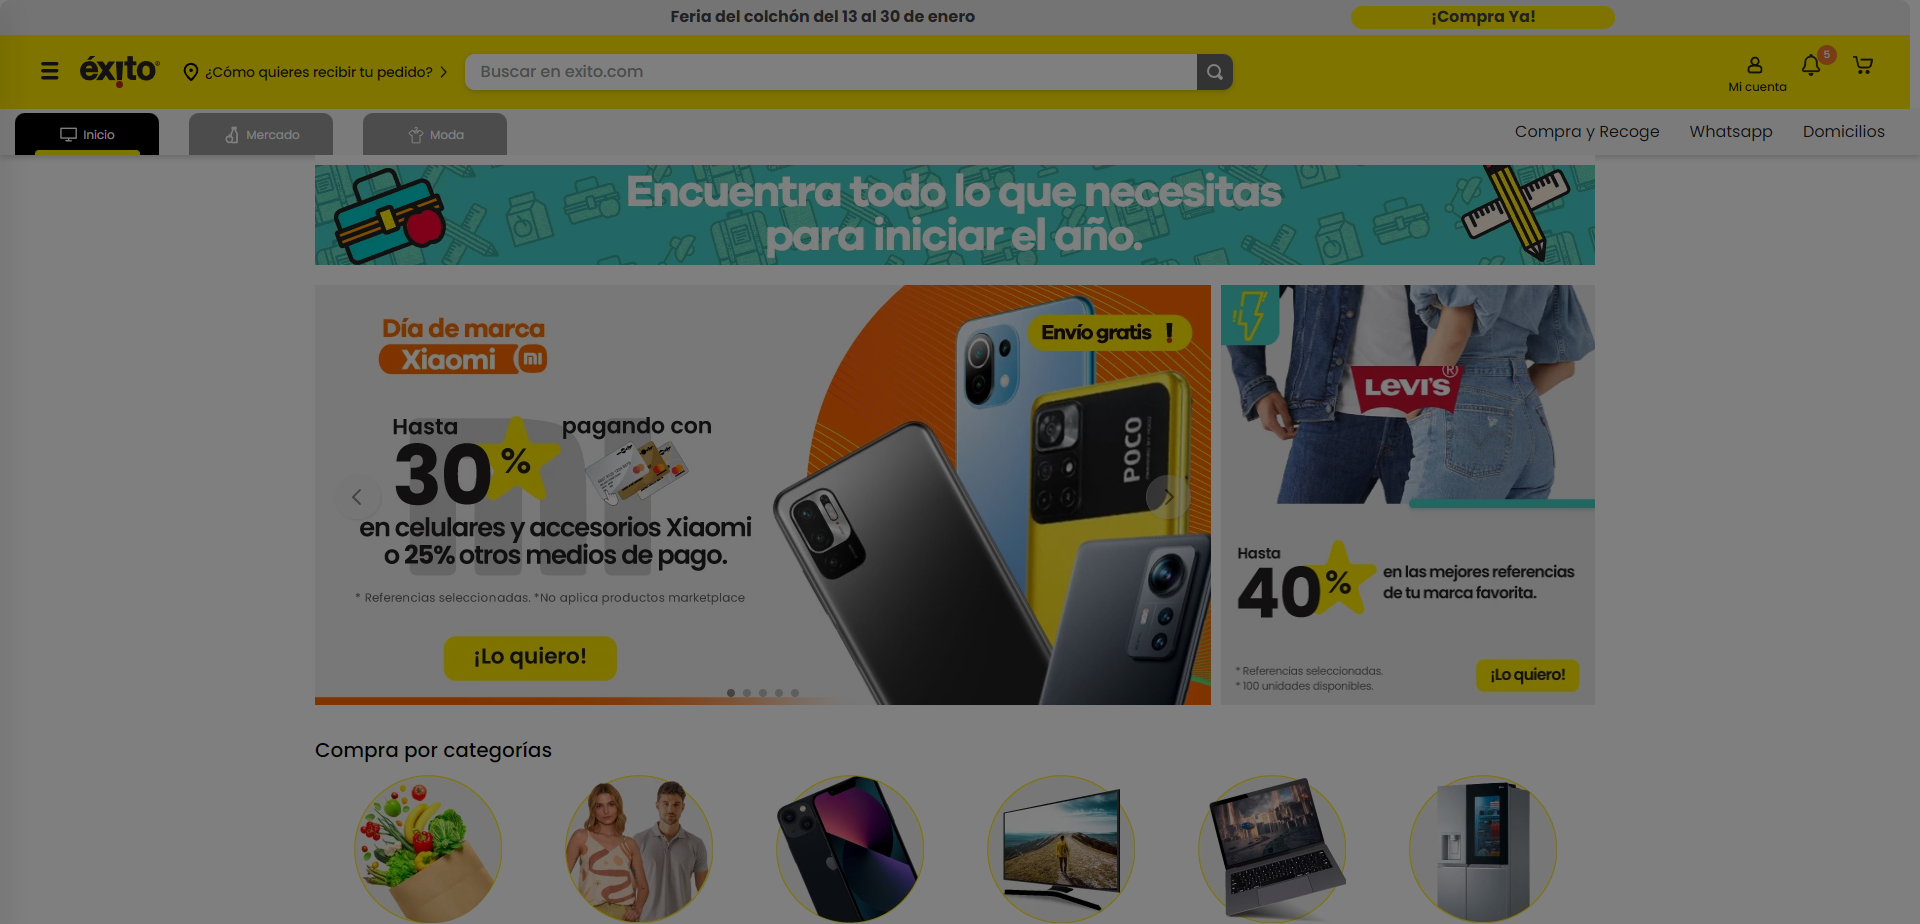 Feria del colchón del 13 al 30 de enero
¡Compra Ya!
éxito
¿Cómo quieres recibir tu pedido?
Buscar en exito.com
Mi cuenta
5
Inicio
Mercado
Moda
Compra y Recoge
Whatsapp
Domicilios
Encuentra todo lo que necesitas
para iniciar el año.
Día de marca
Xiaomi mi
Envío gratis !
Hasta
30%
pagando con
en celulares y accesorios Xiaomi
o 25% otros medios de pago.
* Referencias seleccionadas. *No aplica productos marketplace
¡Lo quiero!
POCO
LEVI'S®
Hasta
40%
en las mejores referencias
de tu marca favorita.
* Referencias seleccionadas.
* 100 unidades disponibles.
¡Lo quiero!
Compra por categorías